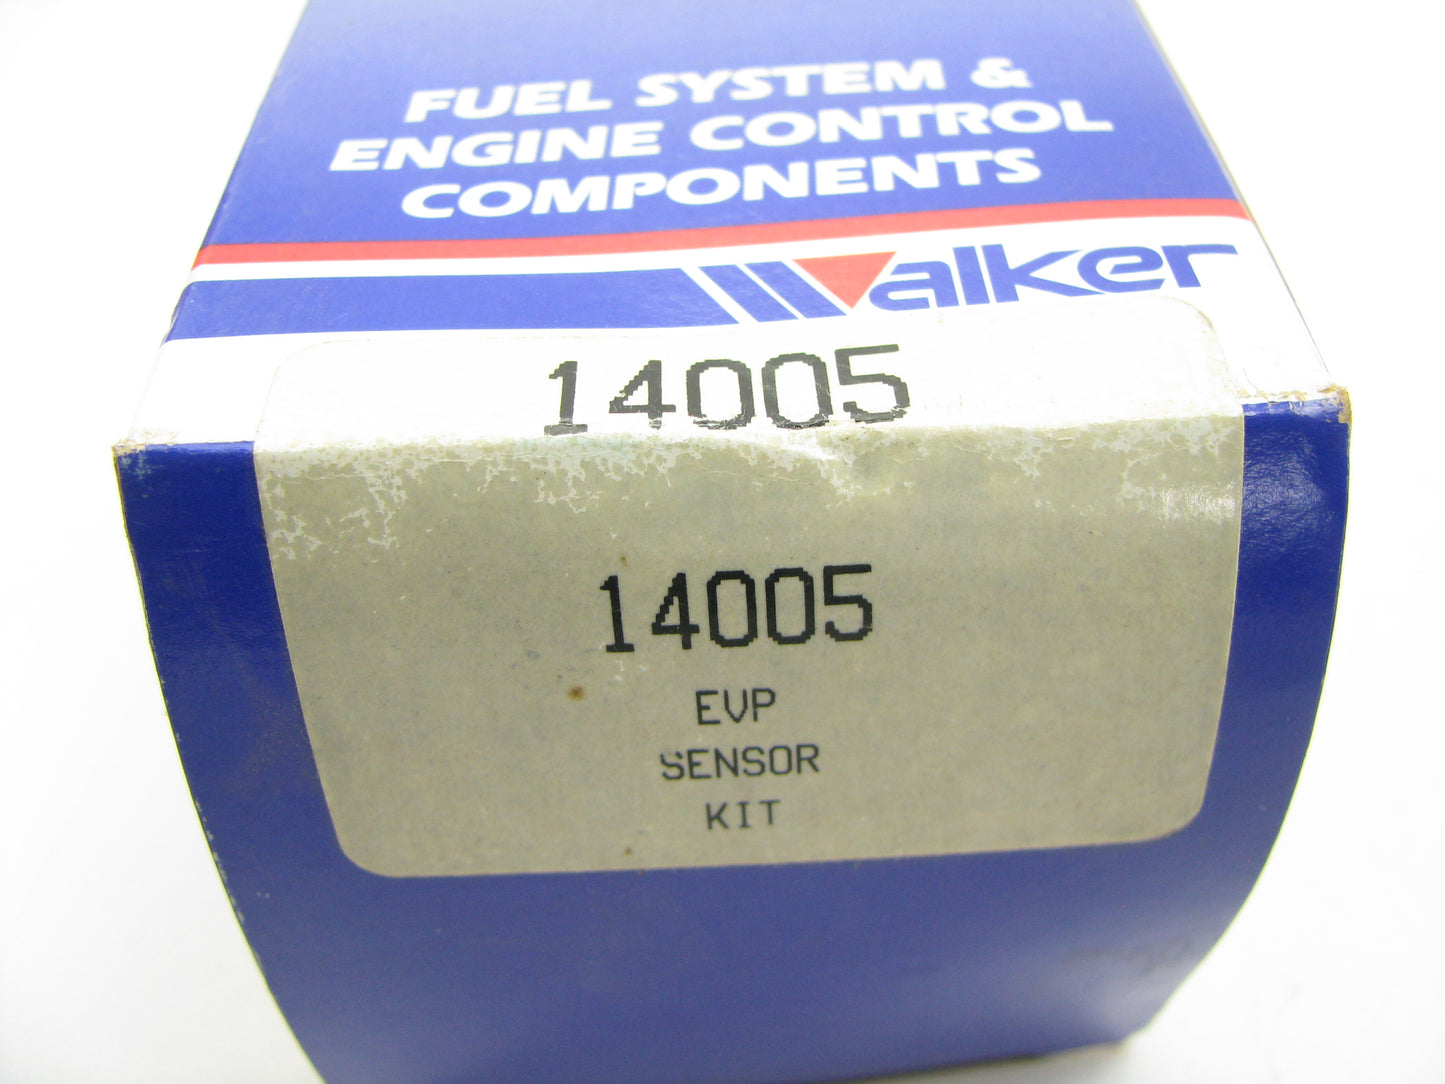 FUEL SYSTEM &
ENGINE CONTROL
COMPONENTS
Walker
14005
14005
EVP
SENSOR
KIT